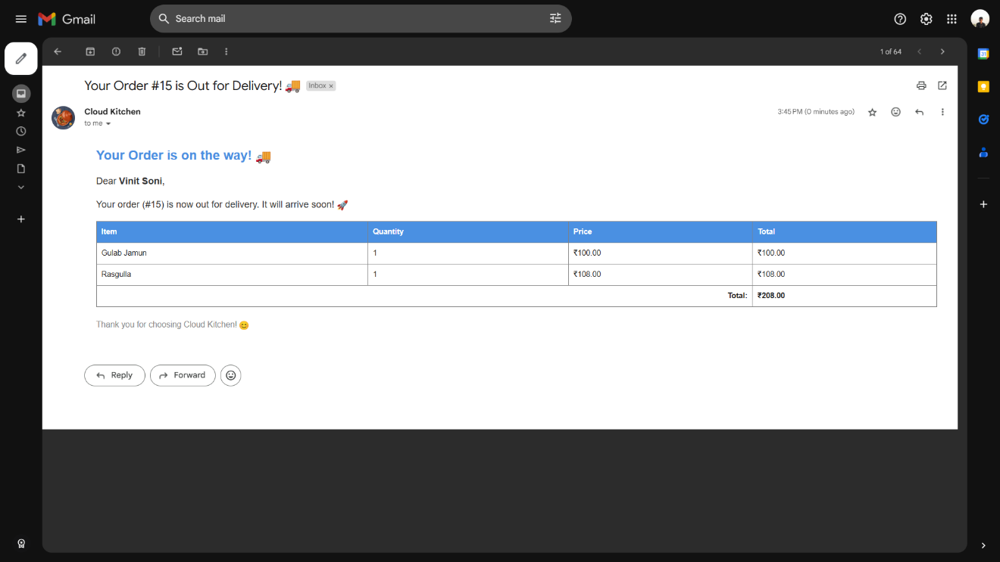 Gmail
Search mail
1 of 64
Your Order #15 is Out for Delivery! 🚚 Inbox ×
Cloud Kitchen
3:45 PM (0 minutes ago)
to me
Your Order is on the way! 🚚
Dear Vinit Soni,
Your order (#15) is now out for delivery. It will arrive soon! 🚀
Item Quantity Price Total
Gulab Jamun 1 ₹100.00 ₹100.00
Rasgulla 1 ₹108.00 ₹108.00
Total: ₹208.00
Thank you for choosing Cloud Kitchen! 😊
Reply Forward
31